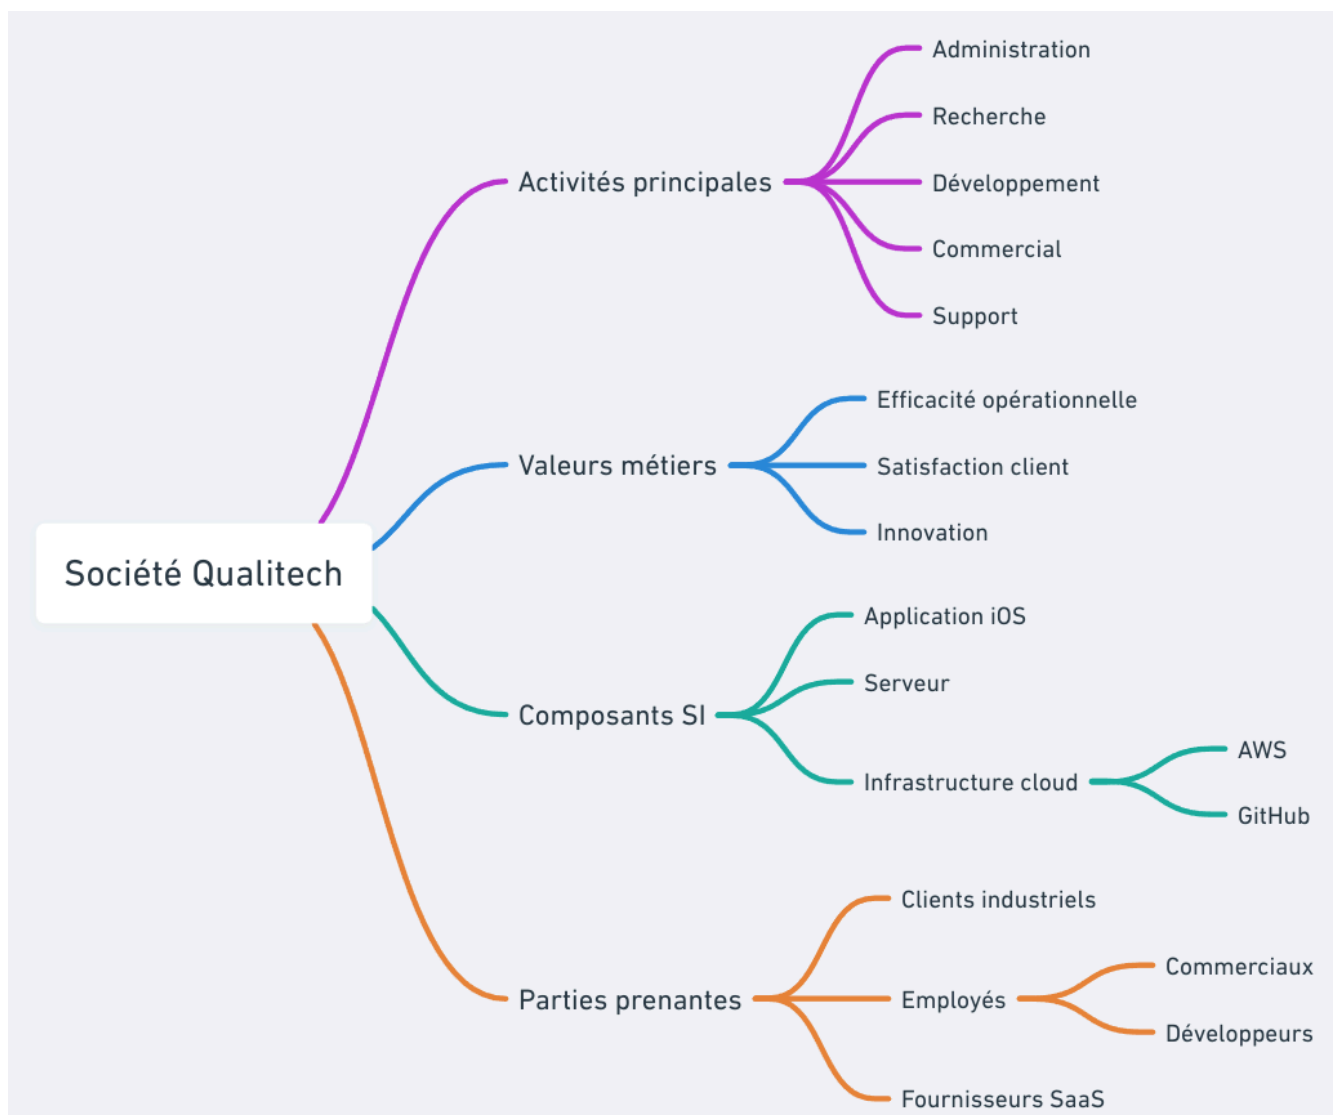 Société Qualitech
Activités principales
Administration
Recherche
Développement
Commercial
Support
Valeurs métiers
Efficacité opérationnelle
Satisfaction client
Innovation
Composants SI
Application iOS
Serveur
Infrastructure cloud
AWS
GitHub
Parties prenantes
Clients industriels
Employés
Commerciaux
Développeurs
Fournisseurs SaaS